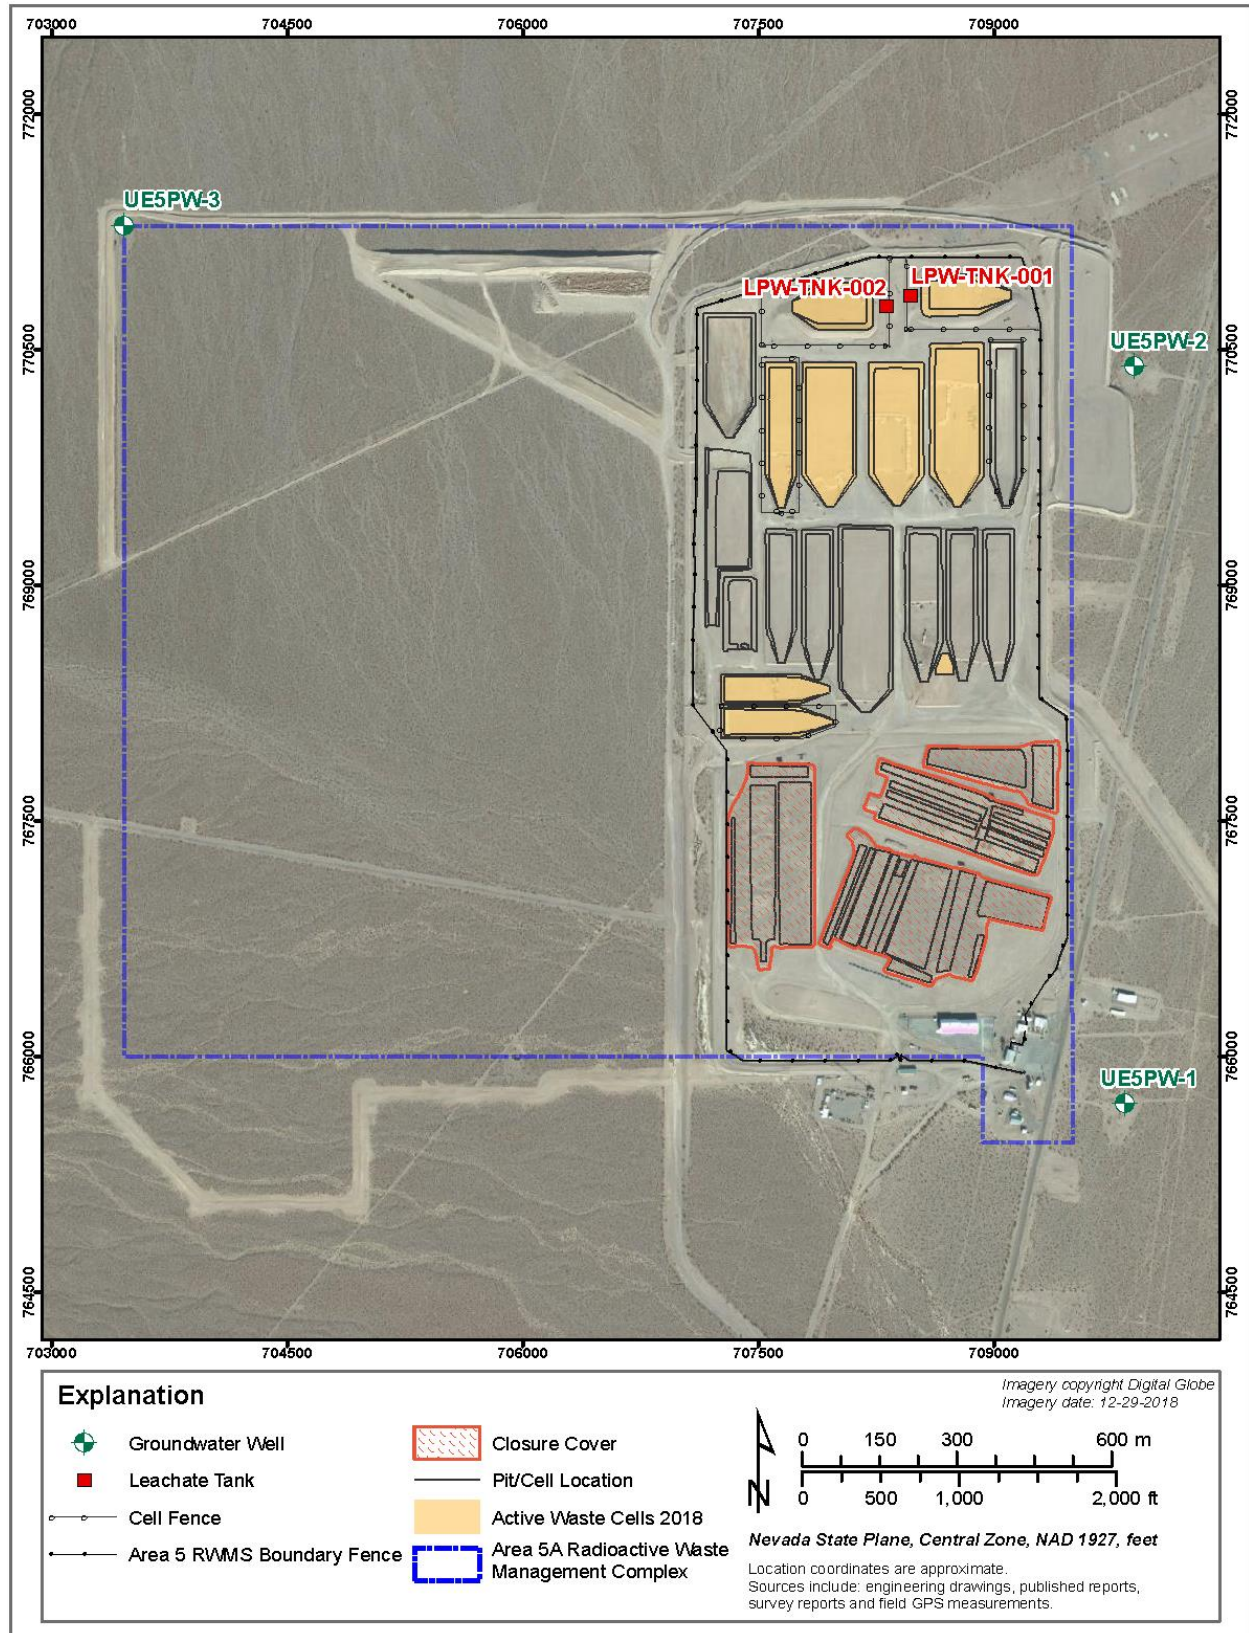 703000 704500 706000 707500 709000
772000 772000
UE5PW-3
LPW-TNK-002 LPW-TNK-001
770500 UE5PW-2 770500
769000 769000
767500 767500
766000 766000
UE5PW-1
764500 764500
703000 704500 706000 707500 709000
Explanation
Groundwater Well
Leachate Tank
Cell Fence
Area 5 RWMS Boundary Fence
Closure Cover
Pit/Cell Location
Active Waste Cells 2018
Area 5A Radioactive Waste
Management Complex
Imagery copyright Digital Globe
Imagery date: 12-29-2018
N
0 150 300 600 m
0 500 1,000 2,000 ft
Nevada State Plane, Central Zone, NAD 1927, feet
Location coordinates are approximate.
Sources include: engineering drawings, published reports,
survey reports and field GPS measurements.